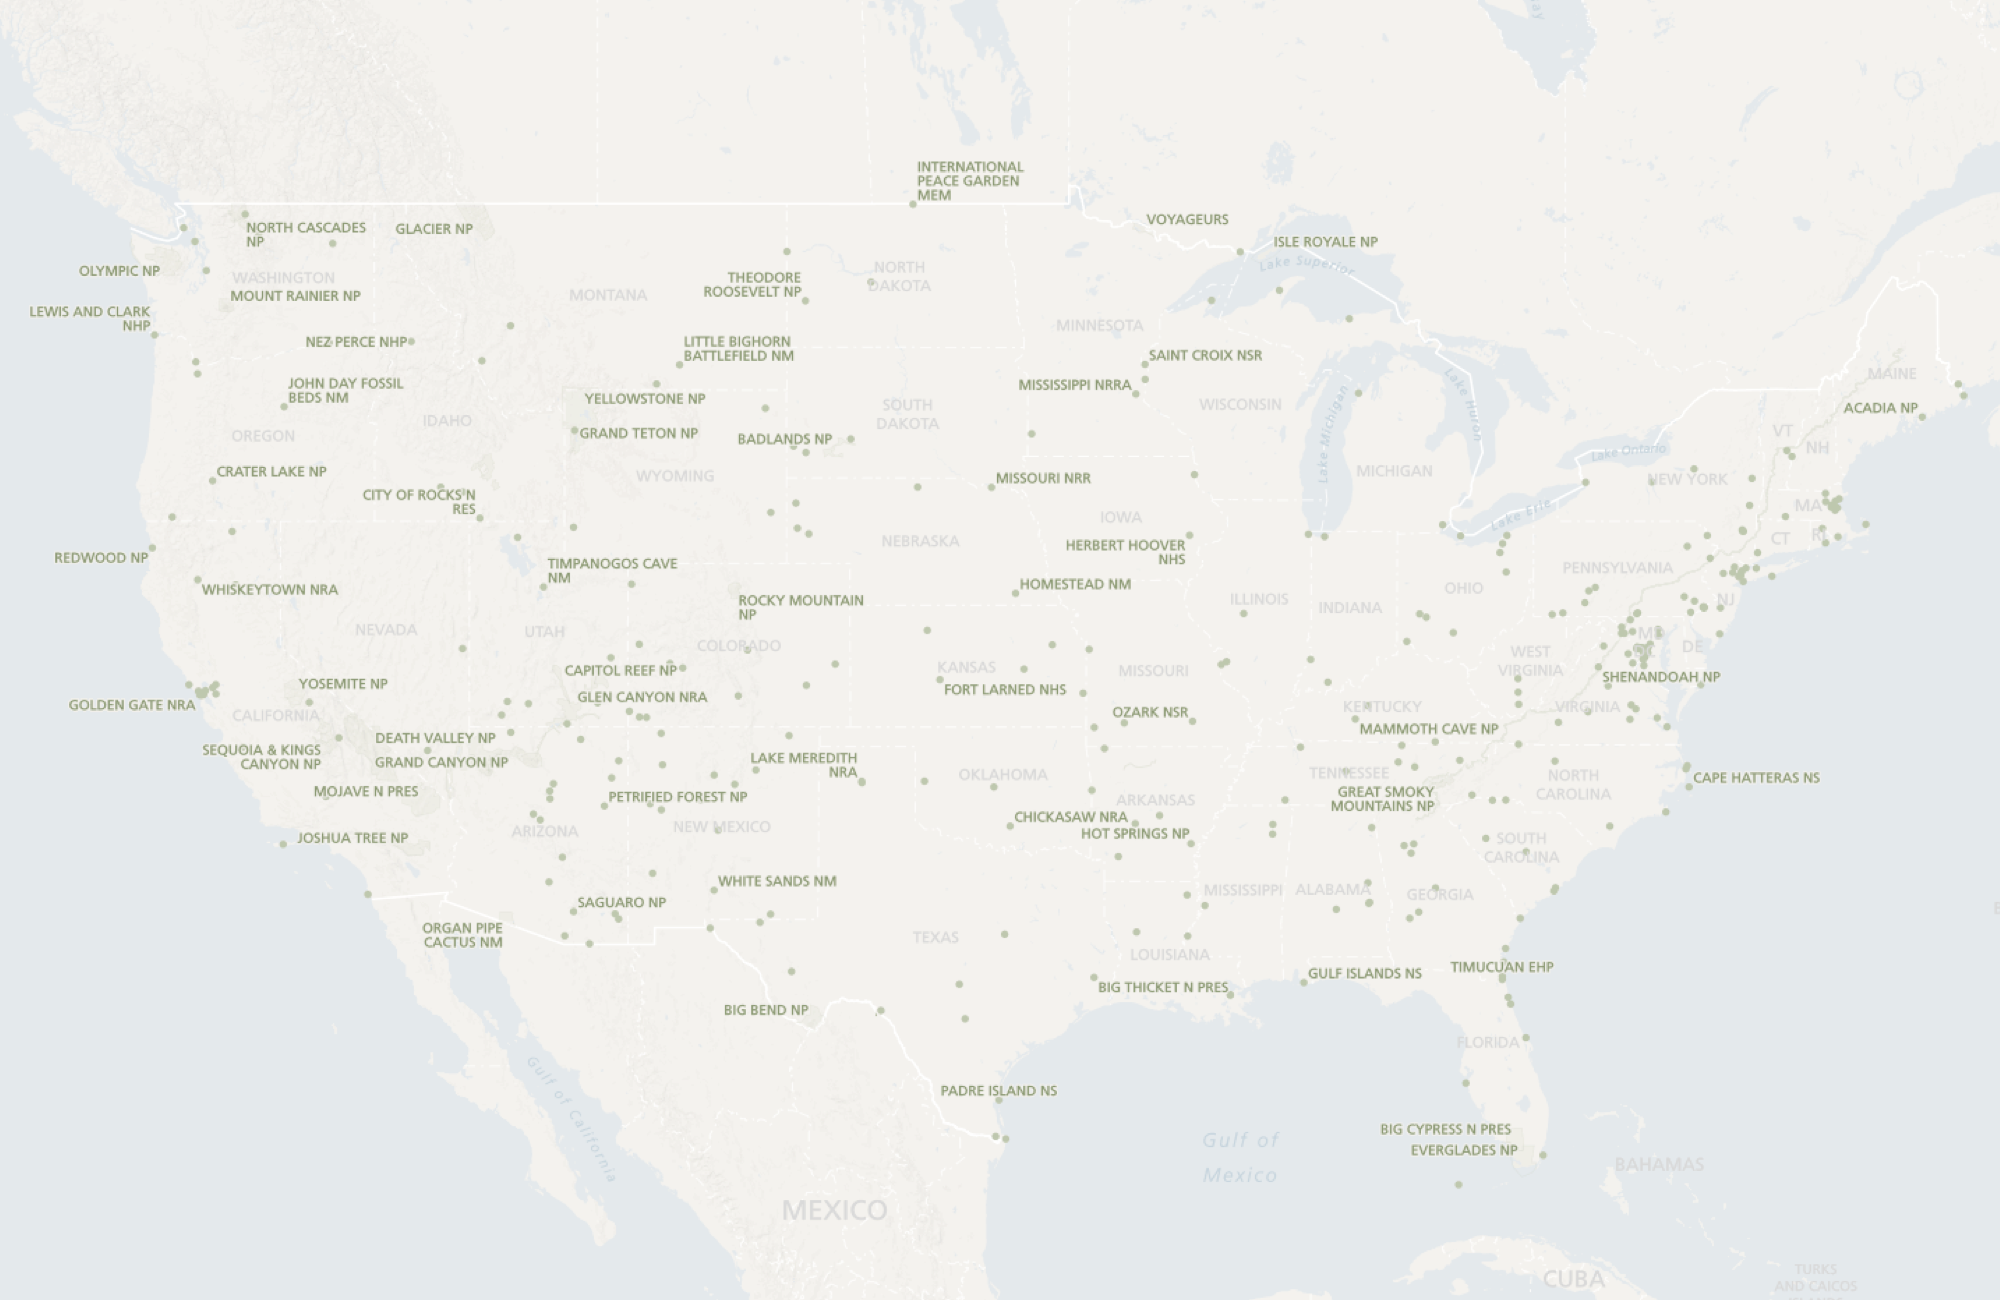 INTERNATIONAL
PEACE GARDEN
MEM
NORTH CASCADES
NP
GLACIER NP
VOYAGEURS
ISLE ROYALE NP
Lake Superior
OLYMPIC NP
WASHINGTON
MOUNT RAINIER NP
MONTANA
THEODORE
ROOSEVELT NP
NORTH
DAKOTA
LEWIS AND CLARK
NHP
NEZ PERCE NHP
MINNESOTA
LITTLE BIGHORN
BATTLEFIELD NM
SAINT CROIX NSR
MISSISSIPPI NRRA
JOHN DAY FOSSIL
BEDS NM
YELLOWSTONE NP
IDAHO
OREGON
GRAND TETON NP
SOUTH
DAKOTA
BADLANDS NP
WISCONSIN
Lake Michigan
Lake Huron
MAINE
ACADIA NP
VT
NH
Lake Ontario
CRATER LAKE NP
WYOMING
MISSOURI NRR
MICHIGAN
NEW YORK
CITY OF ROCKS N
RES
IOWA
Lake Erie
MA
CT
RI
REDWOOD NP
NEBRASKA
HERBERT HOOVER
NHS
TIMPANOGOS CAVE
NM
WHISKEYTOWN NRA
HOMESTEAD NM
PENNSYLVANIA
OHIO
ILLINOIS
INDIANA
NJ
ROCKY MOUNTAIN
NP
NEVADA
UTAH
COLORADO
MD
DE
DC
WEST
VIRGINIA
CAPITOL REEF NP
KANSAS
MISSOURI
SHENANDOAH NP
YOSEMITE NP
GLEN CANYON NRA
FORT LARNED NHS
GOLDEN GATE NRA
CALIFORNIA
OZARK NSR
KENTUCKY
VIRGINIA
MAMMOTH CAVE NP
DEATH VALLEY NP
SEQUOIA & KINGS
CANYON NP
GRAND CANYON NP
LAKE MEREDITH
NRA
OKLAHOMA
TENNESSEE
NORTH
CAROLINA
CAPE HATTERAS NS
MOJAVE N PRES
PETRIFIED FOREST NP
ARKANSAS
GREAT SMOKY
MOUNTAINS NP
ARIZONA
NEW MEXICO
CHICKASAW NRA
HOT SPRINGS NP
JOSHUA TREE NP
SOUTH
CAROLINA
WHITE SANDS NM
MISSISSIPPI
ALABAMA
GEORGIA
SAGUARO NP
ORGAN PIPE
CACTUS NM
TEXAS
LOUISIANA
TIMUCUAN EHP
GULF ISLANDS NS
BIG THICKET N PRES
BIG BEND NP
FLORIDA
Gulf of California
PADRE ISLAND NS
BIG CYPRESS N PRES
EVERGLADES NP
Gulf of
Mexico
BAHAMAS
MEXICO
CUBA
TURKS
AND CAICOS